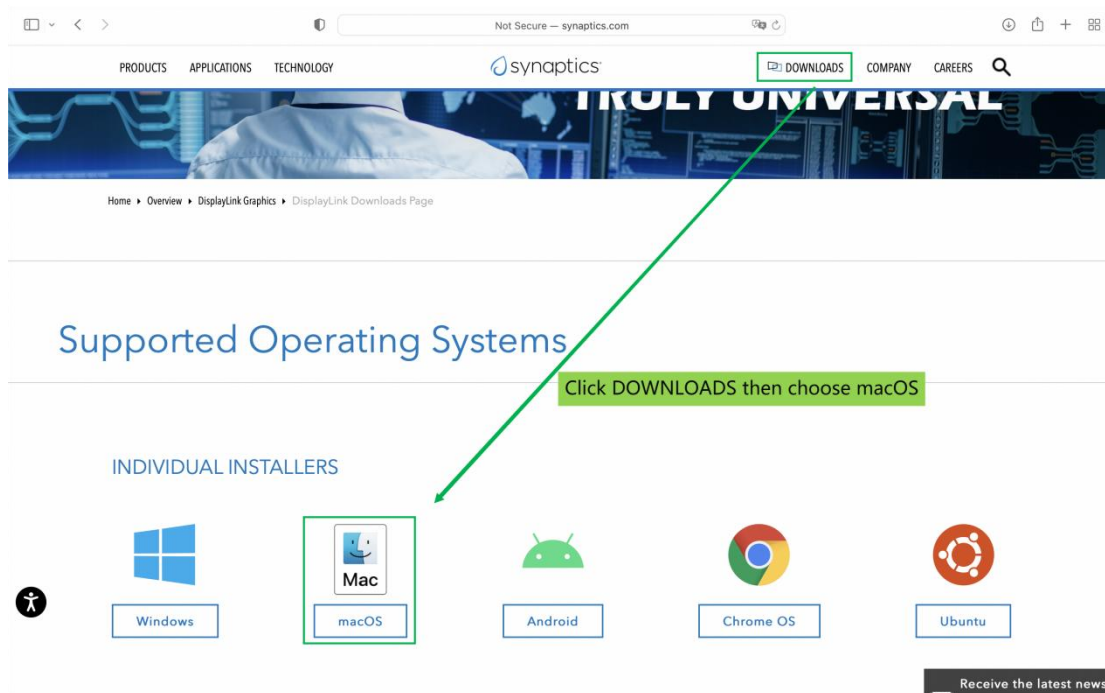 Not Secure — synaptics.com
PRODUCTS APPLICATIONS TECHNOLOGY synaptics DOWNLOADS COMPANY CAREERS
TRULY UNIVERSAL
Home ▸ Overview ▸ DisplayLink Graphics ▸ DisplayLink Downloads Page
Supported Operating Systems
Click DOWNLOADS then choose macOS
INDIVIDUAL INSTALLERS
Mac
Windows macOS Android Chrome OS Ubuntu
Receive the latest news